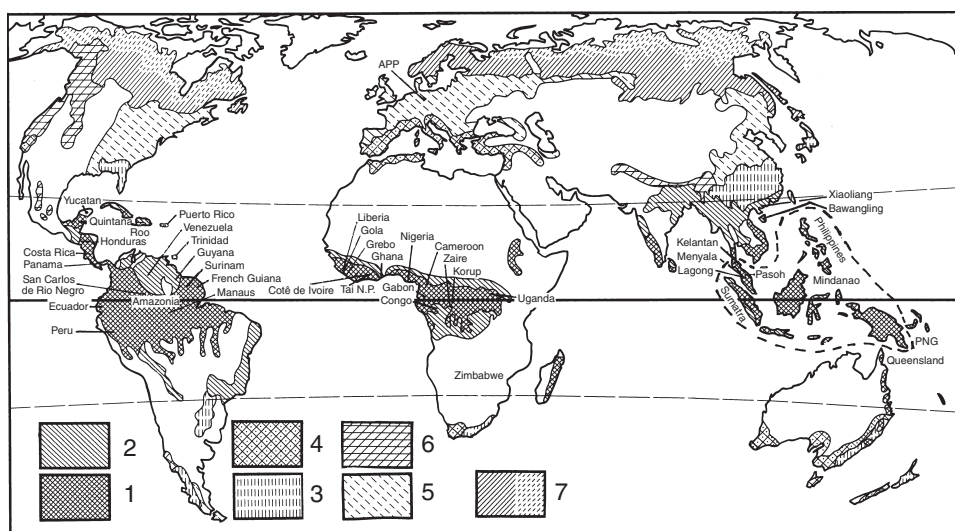 APP
Yucatan
Quintana
Roo
Honduras
Costa Rica
Panama
San Carlos
de Rio Negro
Ecuador
Peru
Puerto Rico
Venezuela
Trinidad
Guyana
Surinam
French Guiana
Manaus
Amazonia
Liberia
Gola
Grebo
Ghana
Coté de Ivoire
Tai N.P.
Nigeria
Cameroon
Zaire
Korup
Gabon
Congo
Uganda
Zimbabwe
Xiaoliang
Bawangling
Philippines
Kelantan
Menyala
Lagong
Pasoh
Mindanao
Sumatra
PNG
Queensland
2
4
6
1
3
5
7